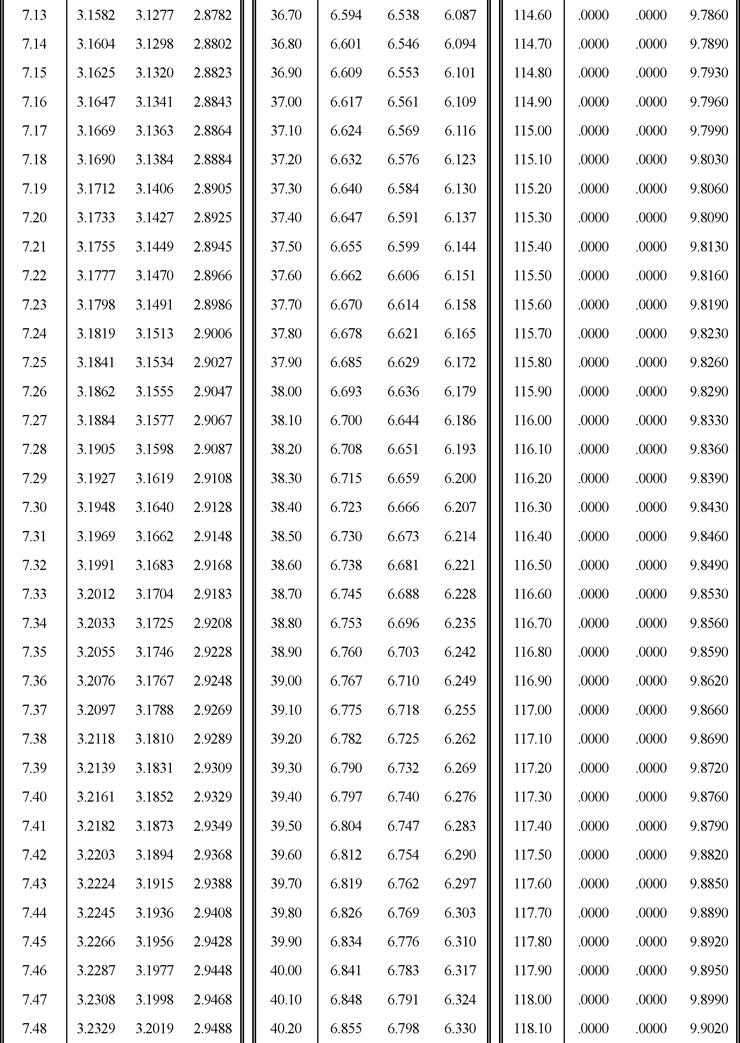 7.13 3.1582 3.1277 2.8782 36.70 6.594 6.538 6.087 114.60 .0000 .0000 9.7860
7.14 3.1604 3.1298 2.8802 36.80 6.601 6.546 6.094 114.70 .0000 .0000 9.7890
7.15 3.1625 3.1320 2.8823 36.90 6.609 6.553 6.101 114.80 .0000 .0000 9.7930
7.16 3.1647 3.1341 2.8843 37.00 6.617 6.561 6.109 114.90 .0000 .0000 9.7960
7.17 3.1669 3.1363 2.8864 37.10 6.624 6.569 6.116 115.00 .0000 .0000 9.7990
7.18 3.1690 3.1384 2.8884 37.20 6.632 6.576 6.123 115.10 .0000 .0000 9.8030
7.19 3.1712 3.1406 2.8905 37.30 6.640 6.584 6.130 115.20 .0000 .0000 9.8060
7.20 3.1733 3.1427 2.8925 37.40 6.647 6.591 6.137 115.30 .0000 .0000 9.8090
7.21 3.1755 3.1449 2.8945 37.50 6.655 6.599 6.144 115.40 .0000 .0000 9.8130
7.22 3.1777 3.1470 2.8966 37.60 6.662 6.606 6.151 115.50 .0000 .0000 9.8160
7.23 3.1798 3.1491 2.8986 37.70 6.670 6.614 6.158 115.60 .0000 .0000 9.8190
7.24 3.1819 3.1513 2.9006 37.80 6.678 6.621 6.165 115.70 .0000 .0000 9.8230
7.25 3.1841 3.1534 2.9027 37.90 6.685 6.629 6.172 115.80 .0000 .0000 9.8260
7.26 3.1862 3.1555 2.9047 38.00 6.693 6.636 6.179 115.90 .0000 .0000 9.8290
7.27 3.1884 3.1577 2.9067 38.10 6.700 6.644 6.186 116.00 .0000 .0000 9.8330
7.28 3.1905 3.1598 2.9087 38.20 6.708 6.651 6.193 116.10 .0000 .0000 9.8360
7.29 3.1927 3.1619 2.9108 38.30 6.715 6.659 6.200 116.20 .0000 .0000 9.8390
7.30 3.1948 3.1640 2.9128 38.40 6.723 6.666 6.207 116.30 .0000 .0000 9.8430
7.31 3.1969 3.1662 2.9148 38.50 6.730 6.673 6.214 116.40 .0000 .0000 9.8460
7.32 3.1991 3.1683 2.9168 38.60 6.738 6.681 6.221 116.50 .0000 .0000 9.8490
7.33 3.2012 3.1704 2.9183 38.70 6.745 6.688 6.228 116.60 .0000 .0000 9.8530
7.34 3.2033 3.1725 2.9208 38.80 6.753 6.696 6.235 116.70 .0000 .0000 9.8560
7.35 3.2055 3.1746 2.9228 38.90 6.760 6.703 6.242 116.80 .0000 .0000 9.8590
7.36 3.2076 3.1767 2.9248 39.00 6.767 6.710 6.249 116.90 .0000 .0000 9.8620
7.37 3.2097 3.1788 2.9269 39.10 6.775 6.718 6.255 117.00 .0000 .0000 9.8660
7.38 3.2118 3.1810 2.9289 39.20 6.782 6.725 6.262 117.10 .0000 .0000 9.8690
7.39 3.2139 3.1831 2.9309 39.30 6.790 6.732 6.269 117.20 .0000 .0000 9.8720
7.40 3.2161 3.1852 2.9329 39.40 6.797 6.740 6.276 117.30 .0000 .0000 9.8760
7.41 3.2182 3.1873 2.9349 39.50 6.804 6.747 6.283 117.40 .0000 .0000 9.8790
7.42 3.2203 3.1894 2.9368 39.60 6.812 6.754 6.290 117.50 .0000 .0000 9.8820
7.43 3.2224 3.1915 2.9388 39.70 6.819 6.762 6.297 117.60 .0000 .0000 9.8850
7.44 3.2245 3.1936 2.9408 39.80 6.826 6.769 6.303 117.70 .0000 .0000 9.8890
7.45 3.2266 3.1956 2.9428 39.90 6.834 6.776 6.310 117.80 .0000 .0000 9.8920
7.46 3.2287 3.1977 2.9448 40.00 6.841 6.783 6.317 117.90 .0000 .0000 9.8950
7.47 3.2308 3.1998 2.9468 40.10 6.848 6.791 6.324 118.00 .0000 .0000 9.8990
7.48 3.2329 3.2019 2.9488 40.20 6.855 6.798 6.330 118.10 .0000 .0000 9.9020